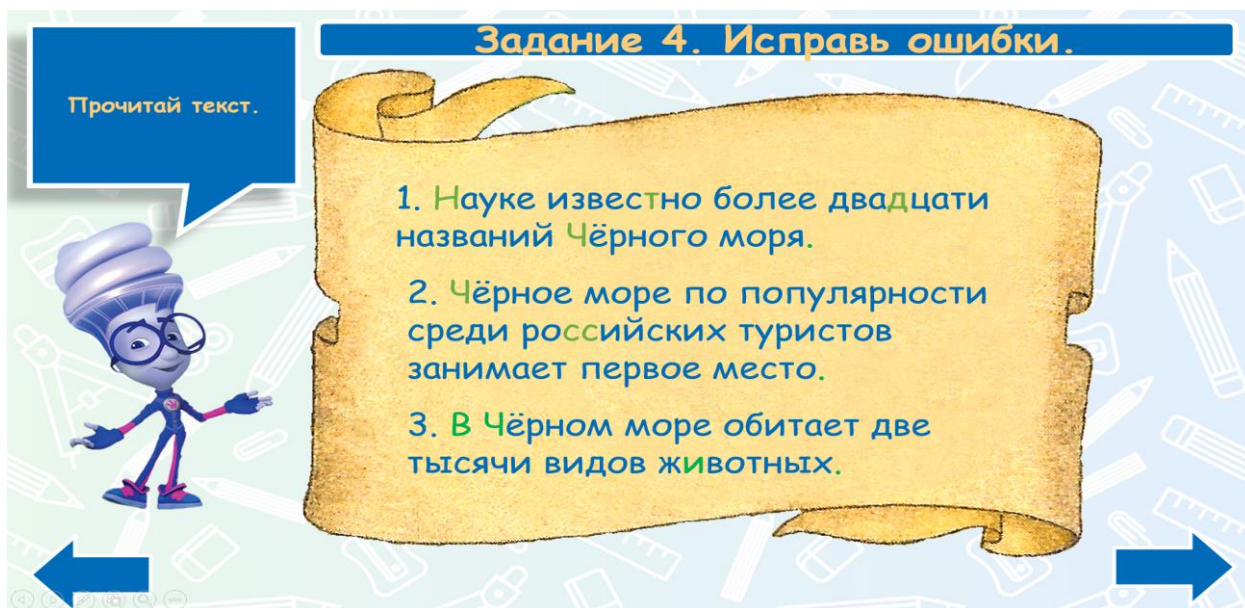 Задание 4. Исправь ошибки.
Прочитай текст.
1. Науке известно более двадцати
названий Чёрного моря.
2. Чёрное море по популярности
среди российских туристов
занимает первое место.
3. В Чёрном море обитает две
тысячи видов животных.